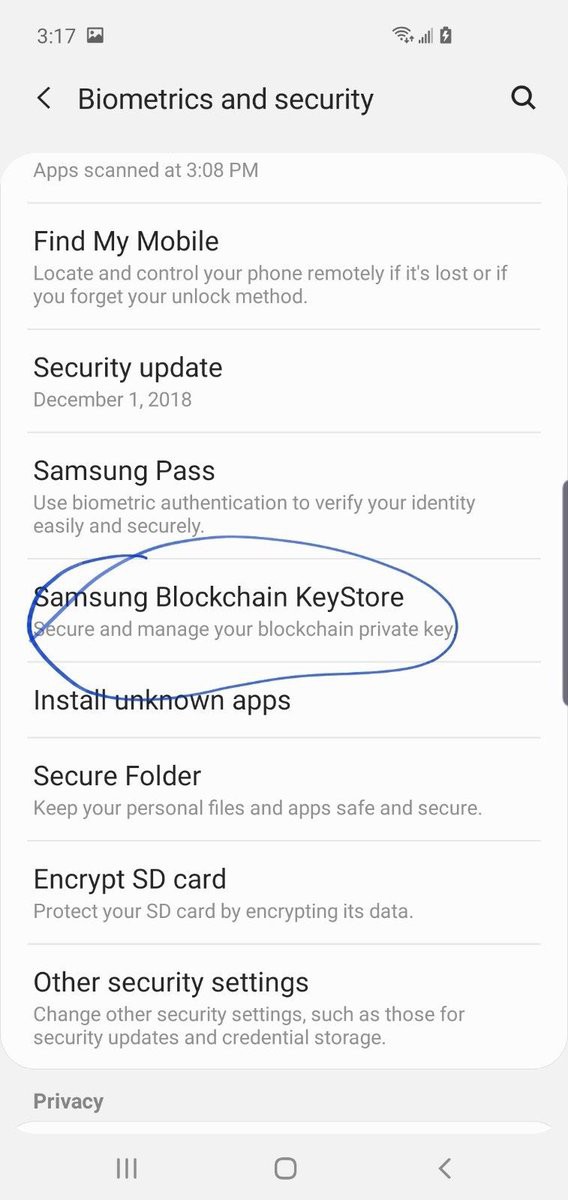 3:17
Biometrics and security
Apps scanned at 3:08 PM
Find My Mobile
Locate and control your phone remotely if it's lost or if
you forget your unlock method.
Security update
December 1, 2018
Samsung Pass
Use biometric authentication to verify your identity
easily and securely.
Samsung Blockchain KeyStore
Secure and manage your blockchain private key.
Install unknown apps
Secure Folder
Keep your personal files and apps safe and secure.
Encrypt SD card
Protect your SD card by encrypting its data.
Other security settings
Change other security settings, such as those for
security updates and credential storage.
Privacy